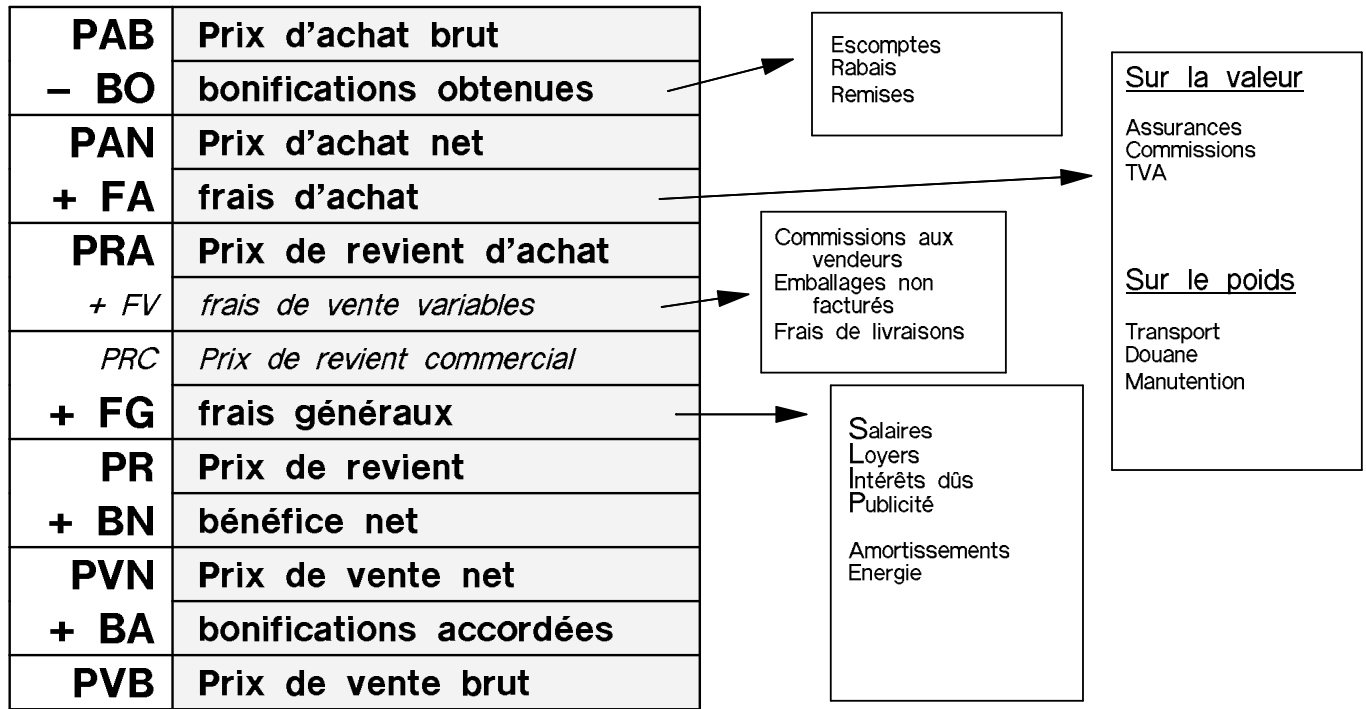 PAB Prix d'achat brut
– BO bonifications obtenues
PAN Prix d'achat net
+ FA frais d'achat
PRA Prix de revient d'achat
+ FV frais de vente variables
PRC Prix de revient commercial
+ FG frais généraux
PR Prix de revient
+ BN bénéfice net
PVN Prix de vente net
+ BA bonifications accordées
PVB Prix de vente brut
Escomptes
Rabais
Remises
Sur la valeur
Assurances
Commissions
TVA
Sur le poids
Transport
Douane
Manutention
Commissions aux
vendeurs
Emballages non
facturés
Frais de livraisons
Salaires
Loyers
Intérêts dûs
Publicité
Amortissements
Energie